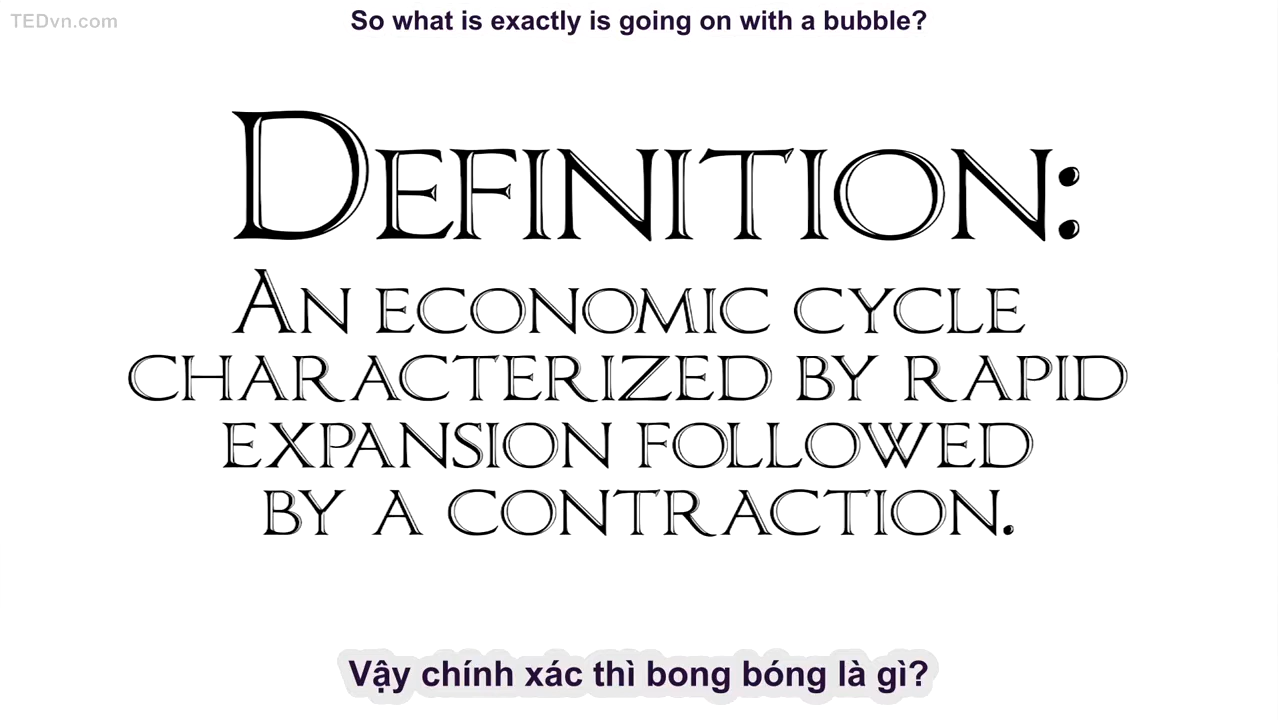 TEDvn.com
So what is exactly is going on with a bubble?
DEFINITION:
AN ECONOMIC CYCLE
CHARACTERIZED BY RAPID
EXPANSION FOLLOWED
BY A CONTRACTION.
Vậy chính xác thì bong bóng là gì?